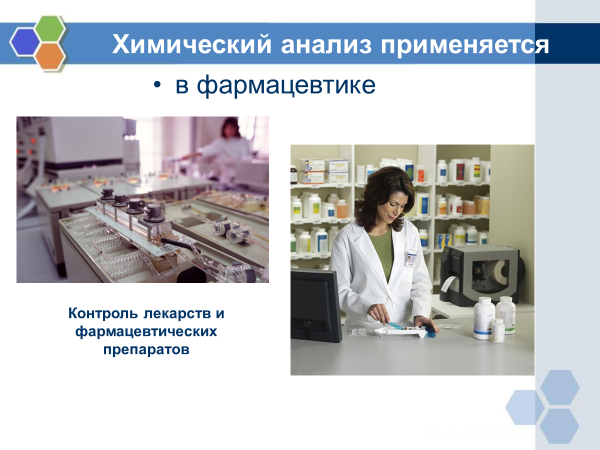 Химический анализ применяется
• в фармацевтике
Контроль лекарств и
фармацевтических
препаратов